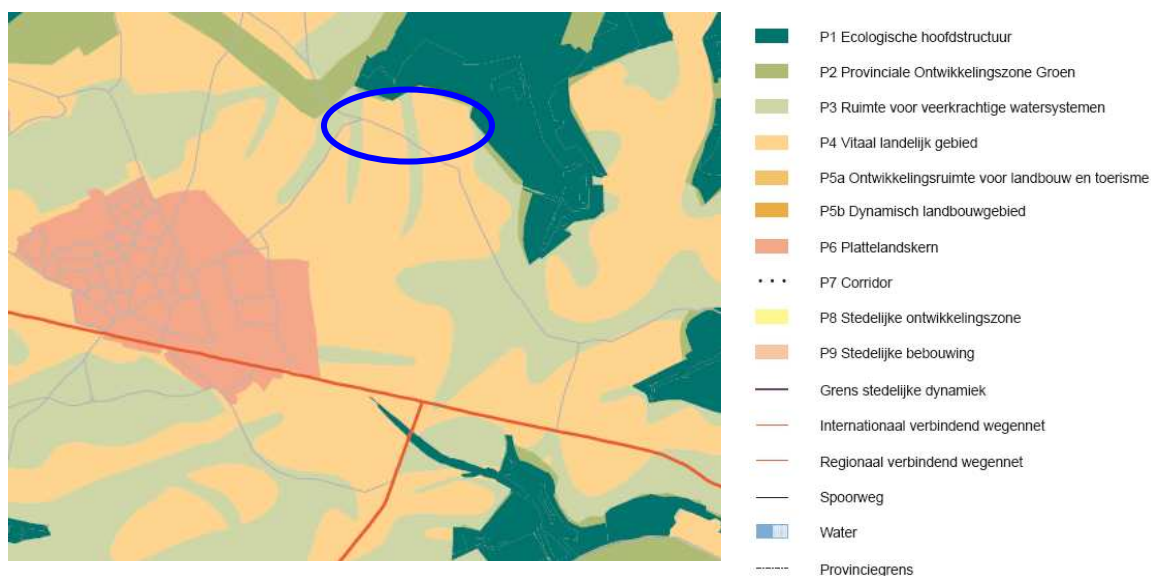 P1 Ecologische hoofdstructuur
P2 Provinciale Ontwikkelingszone Groen
P3 Ruimte voor veerkrachtige watersystemen
P4 Vitaal landelijk gebied
P5a Ontwikkelingsruimte voor landbouw en toerisme
P5b Dynamisch landbouwgebied
P6 Plattelandskern
P7 Corridor
P8 Stedelijke ontwikkelingszone
P9 Stedelijke bebouwing
Grens stedelijke dynamiek
Internationaal verbindend wegennet
Regionaal verbindend wegennet
Spoorweg
Water
Provinciegrens